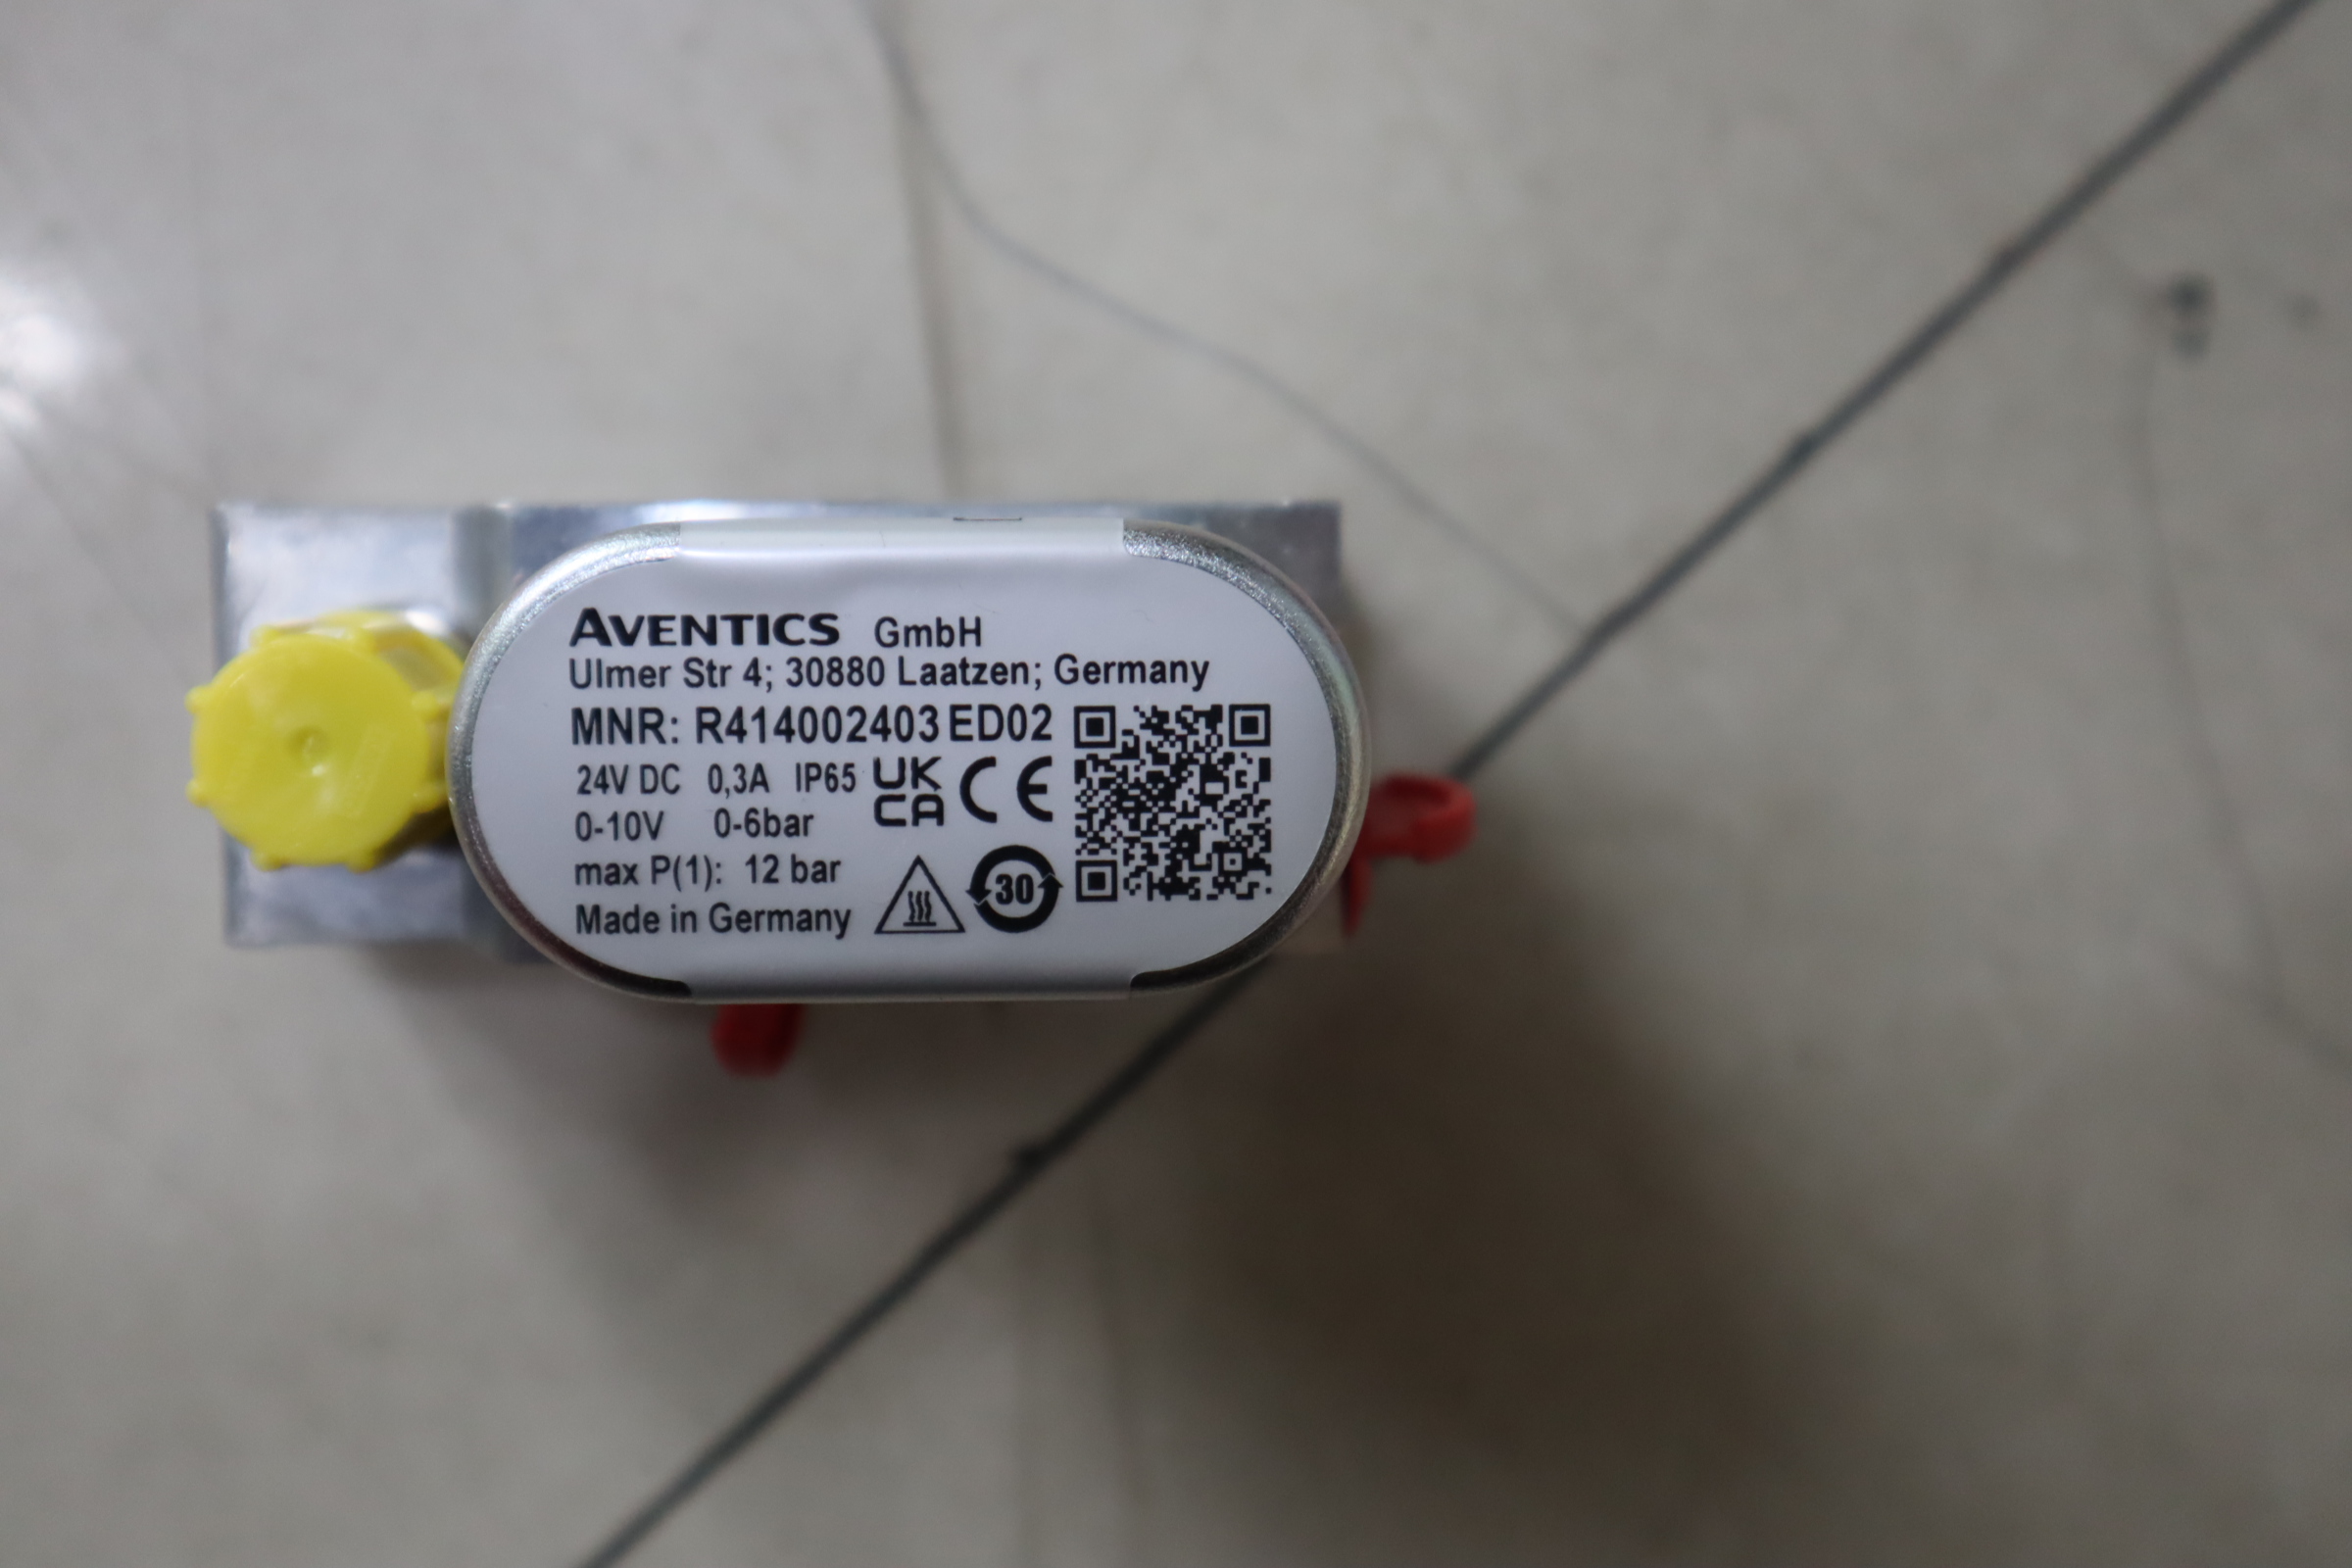 AVENTICS GmbH
Ulmer Str 4; 30880 Laatzen; Germany
MNR: R414002403 ED02
24V DC 0,3A IP65 UK CA CE
0-10V 0-6bar
max P(1): 12 bar
30
Made in Germany